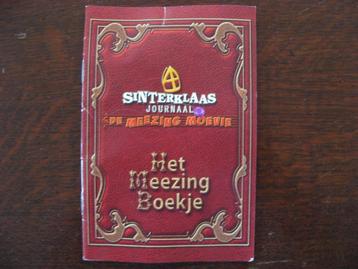 SINTERKLAAS
JOURNAAL
DE MEEZING MOEVIE
Het
Meezing
Boekje